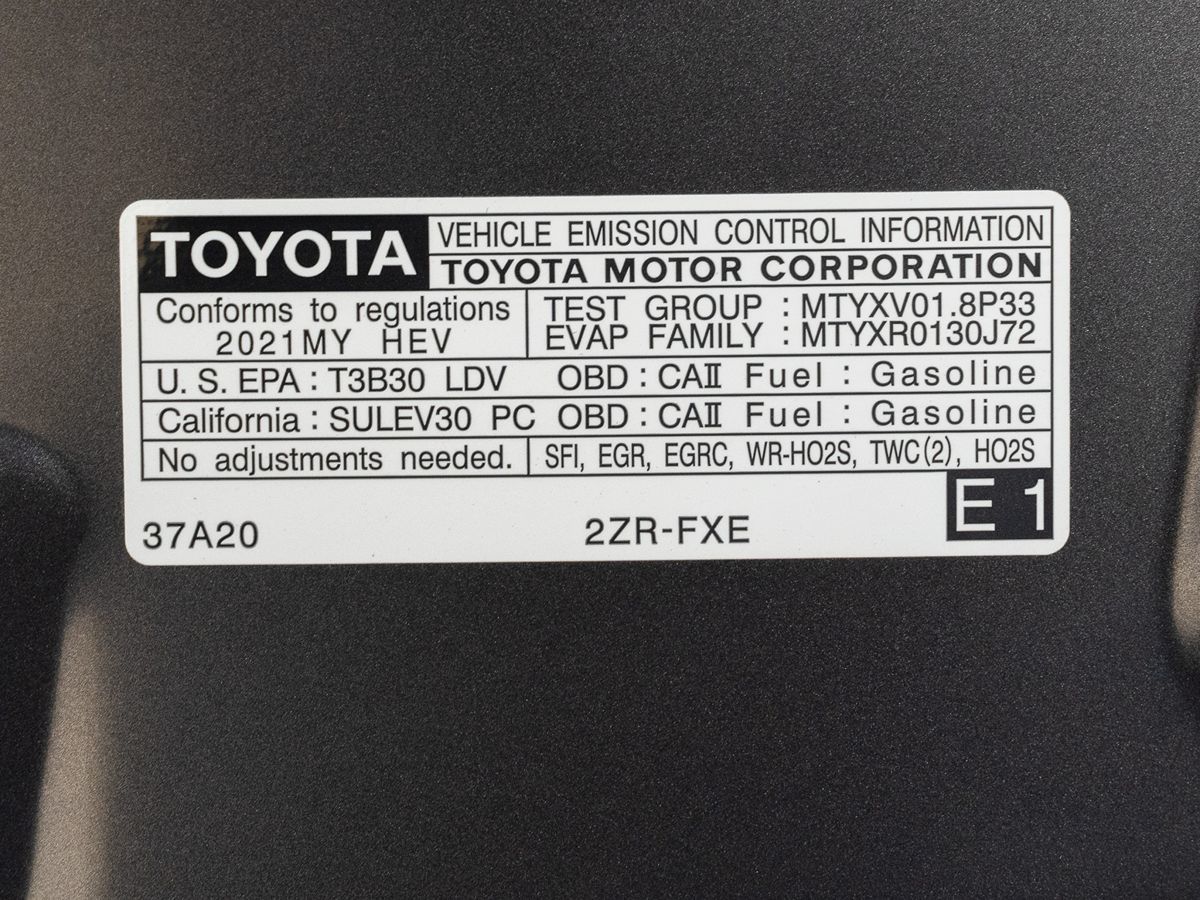 TOYOTA VEHICLE EMISSION CONTROL INFORMATION
TOYOTA MOTOR CORPORATION
Conforms to regulations
2021MY HEV
TEST GROUP : MTYXV01.8P33
EVAP FAMILY : MTYXR0130J72
U. S. EPA : T3B30 LDV OBD : CAⅡ Fuel : Gasoline
California : SULEV30 PC OBD : CAⅡ Fuel : Gasoline
No adjustments needed. SFI, EGR, EGRC, WR-HO2S, TWC(2), HO2S
E 1
37A20 2ZR-FXE